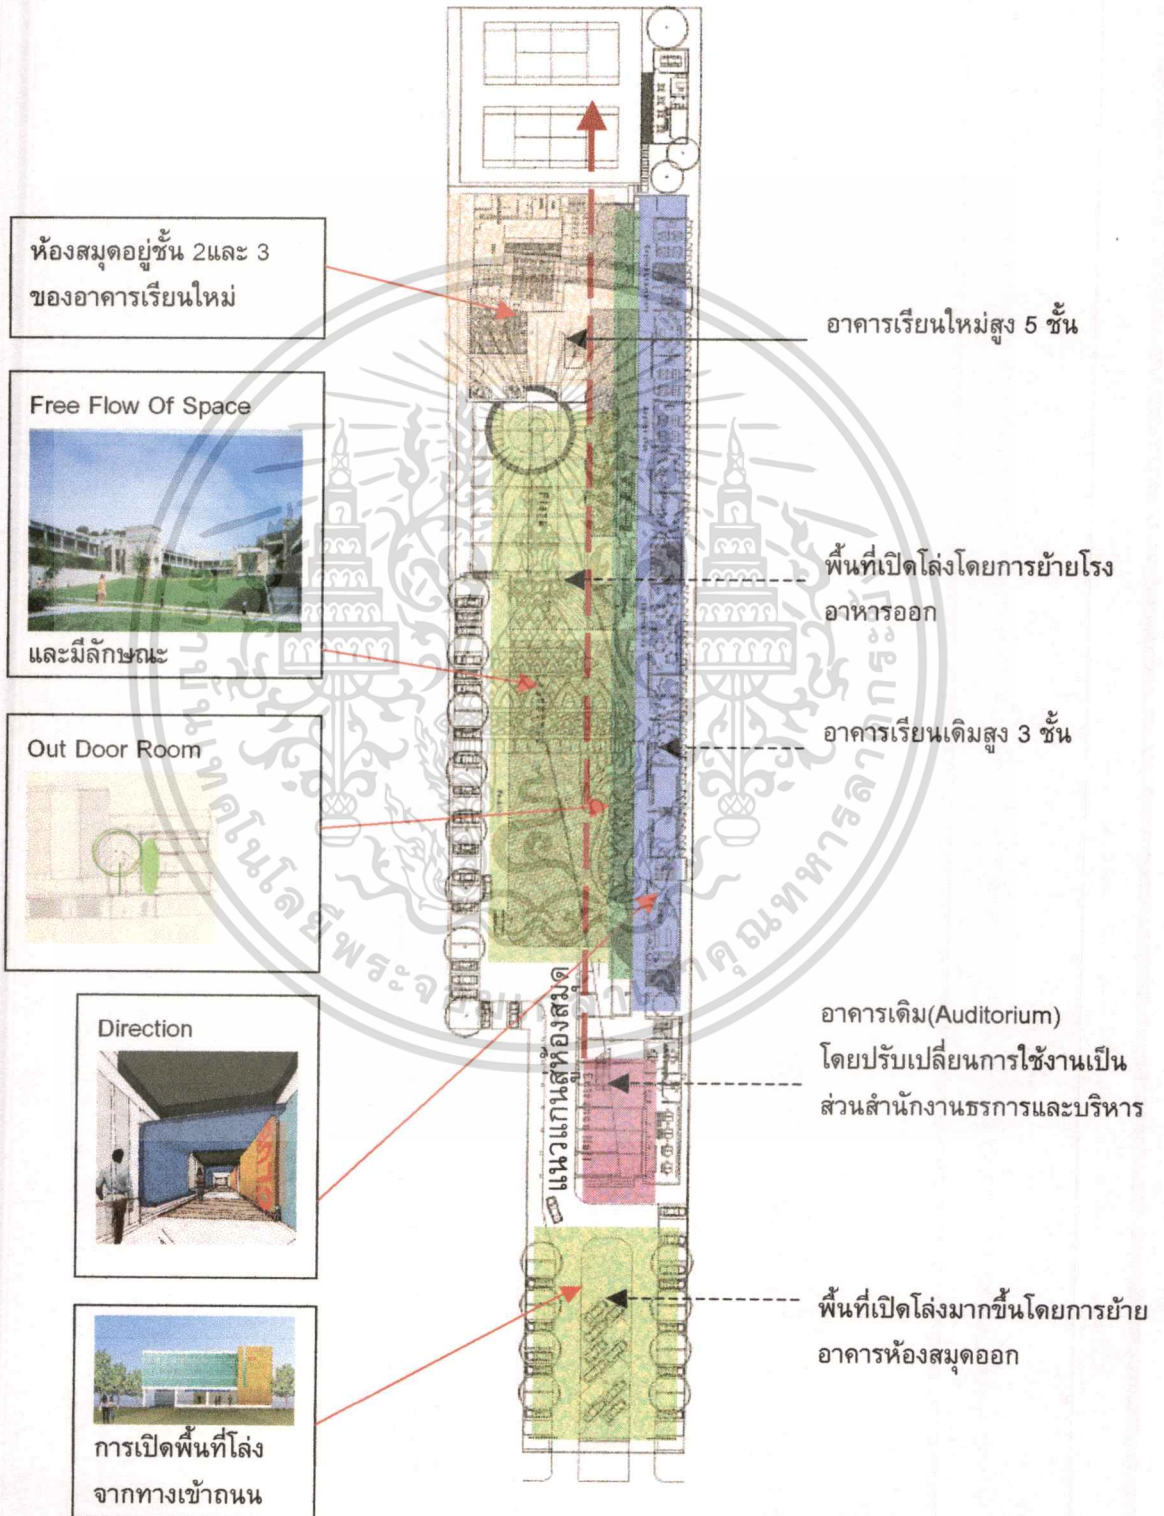 ห้องสมุดอยู่ชั้น 2และ 3
ของอาคารเรียนใหม่
Free Flow Of Space
และมีลักษณะ
Out Door Room
Direction
การเปิดพื้นที่โล่ง
จากทางเข้าถนน
อาคารเรียนใหม่สูง 5 ชั้น
พื้นที่เปิดโล่งโดยการย้ายโรง
อาหารออก
อาคารเรียนเดิมสูง 3 ชั้น
อาคารเดิม(Auditorium)
โดยปรับเปลี่ยนการใช้งานเป็น
ส่วนสำนักงานธรการและบริหาร
พื้นที่เปิดโล่งมากขึ้นโดยการย้าย
อาคารห้องสมุดออก
แนวแกนสู่ห้องสมุด
Plaza
Entrance Hall